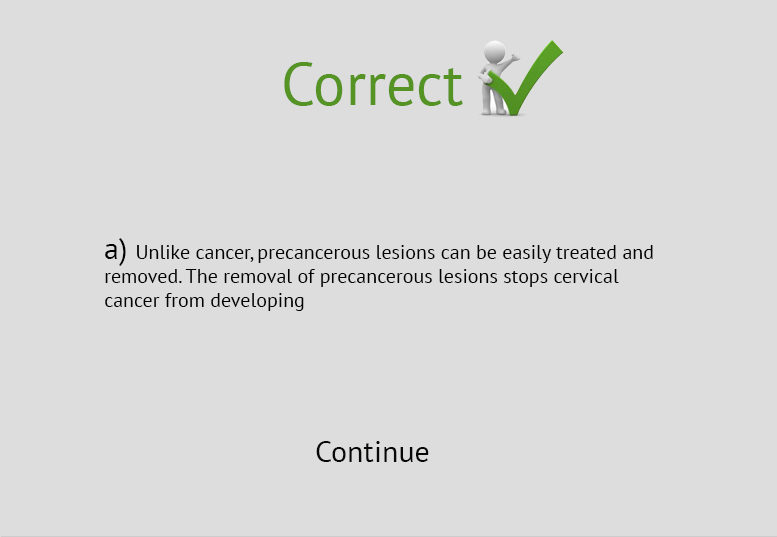 Correct
a) Unlike cancer, precancerous lesions can be easily treated and
removed. The removal of precancerous lesions stops cervical
cancer from developing
Continue